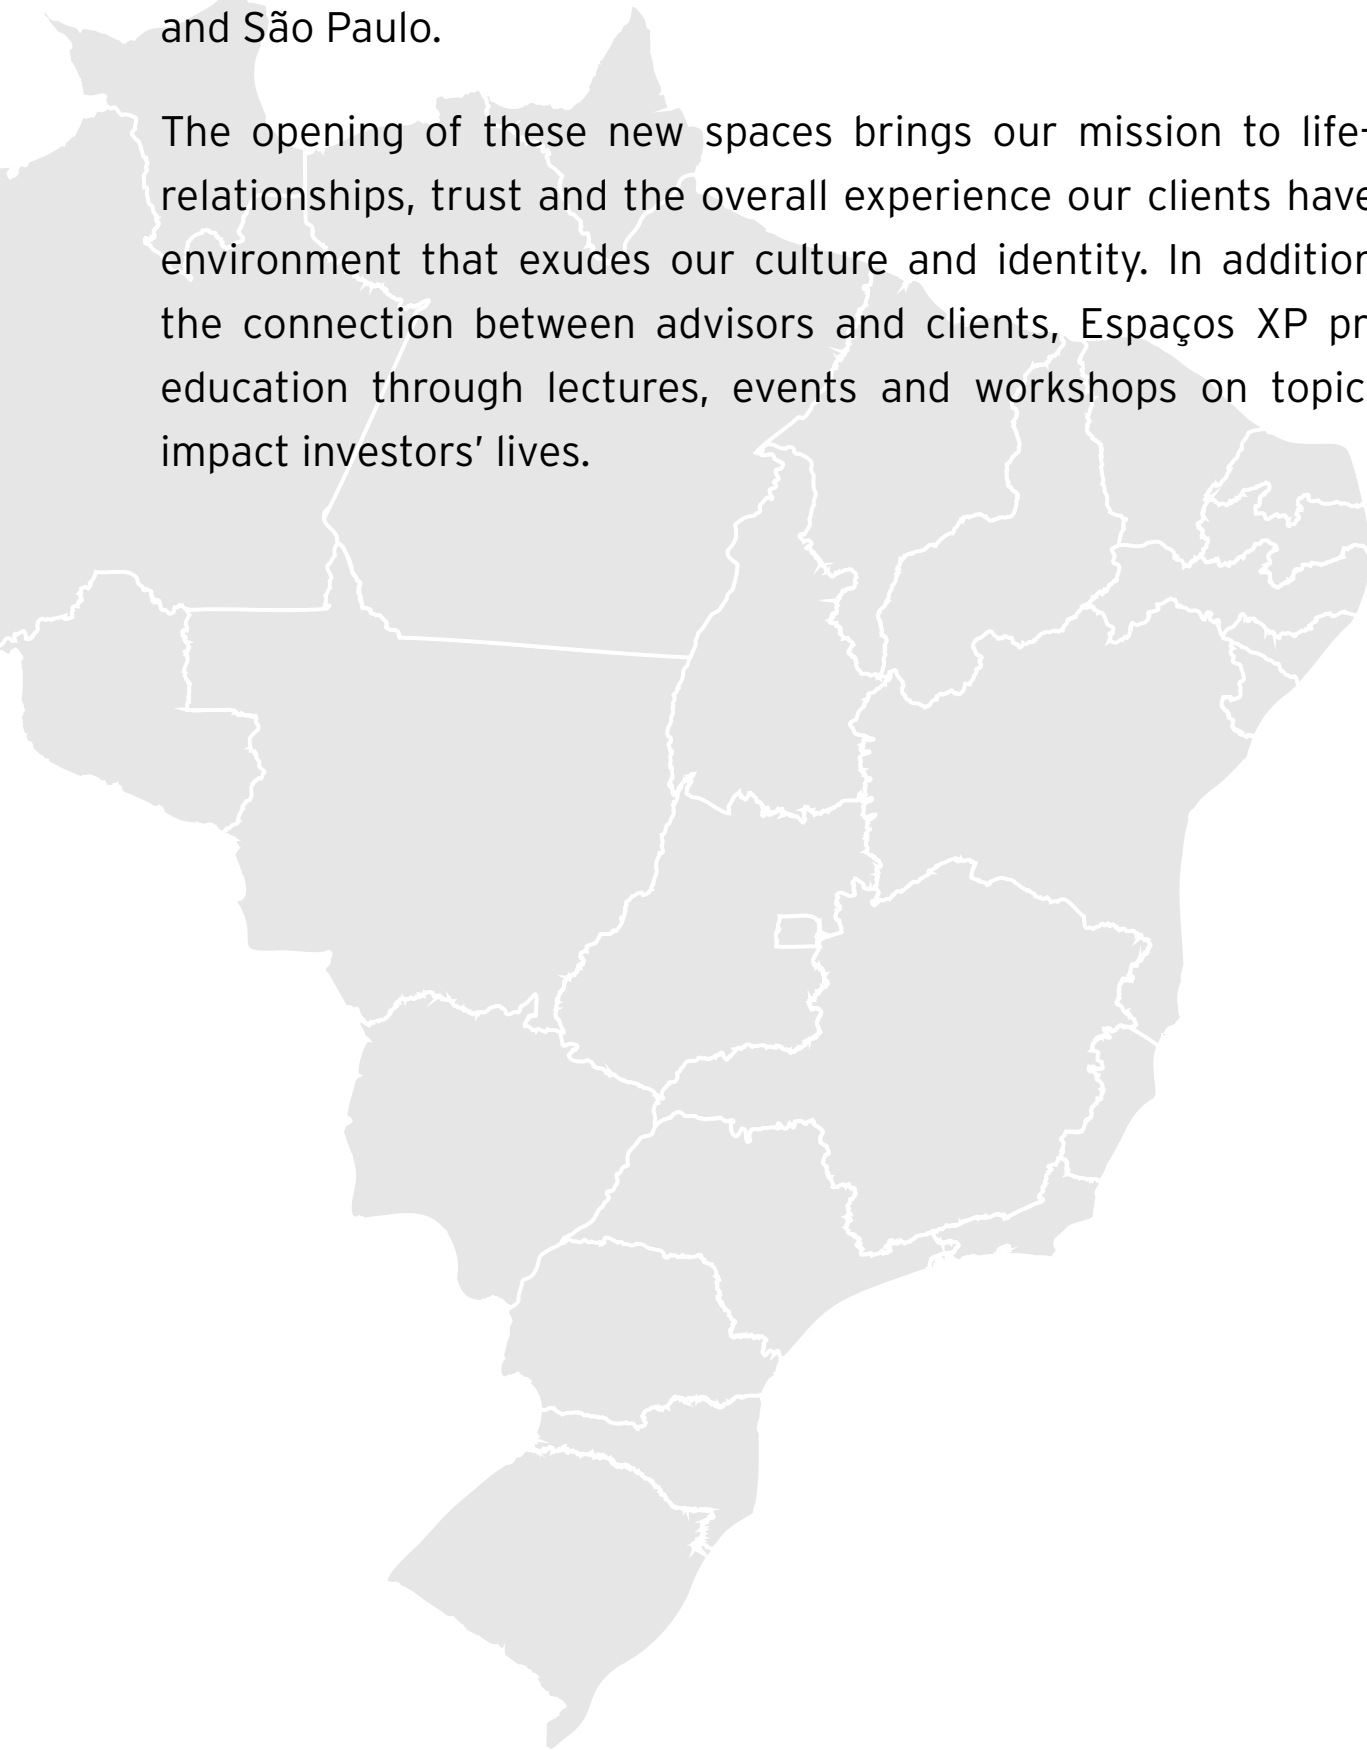 and São Paulo.
The opening of these new spaces brings our mission to life-
relationships, trust and the overall experience our clients have
environment that exudes our culture and identity. In addition
the connection between advisors and clients, Espaços XP
education through lectures, events and workshops on
impact investors’ lives.